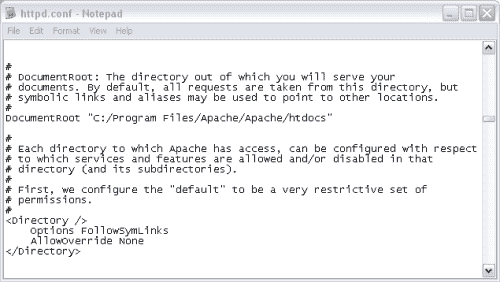 httpd.conf - Notepad
File Edit Format View Help
#
# DocumentRoot: The directory out of which you will serve your
# documents. By default, all requests are taken from this directory, but
# symbolic links and aliases may be used to point to other locations.
#
DocumentRoot "C:/Program Files/Apache/Apache/htdocs"
#
# Each directory to which Apache has access, can be configured with respect
# to which services and features are allowed and/or disabled in that
# directory (and its subdirectories).
#
# First, we configure the "default" to be a very restrictive set of
# permissions.
#
<Directory />
    Options FollowSymLinks
    AllowOverride None
</Directory>